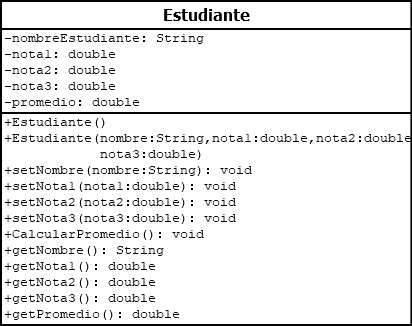 Estudiante
-nombreEstudiante: String
-nota1: double
-nota2: double
-nota3: double
-promedio: double
+Estudiante()
+Estudiante(nombre:String,nota1:double,nota2:double
nota3:double)
+setNombre(nombre:String): void
+setNota1(nota1:double): void
+setNota2(nota2:double): void
+setNota3(nota3:double): void
+CalcularPromedio(): void
+getNombre(): String
+getNota1(): double
+getNota2(): double
+getNota3(): double
+getPromedio(): double